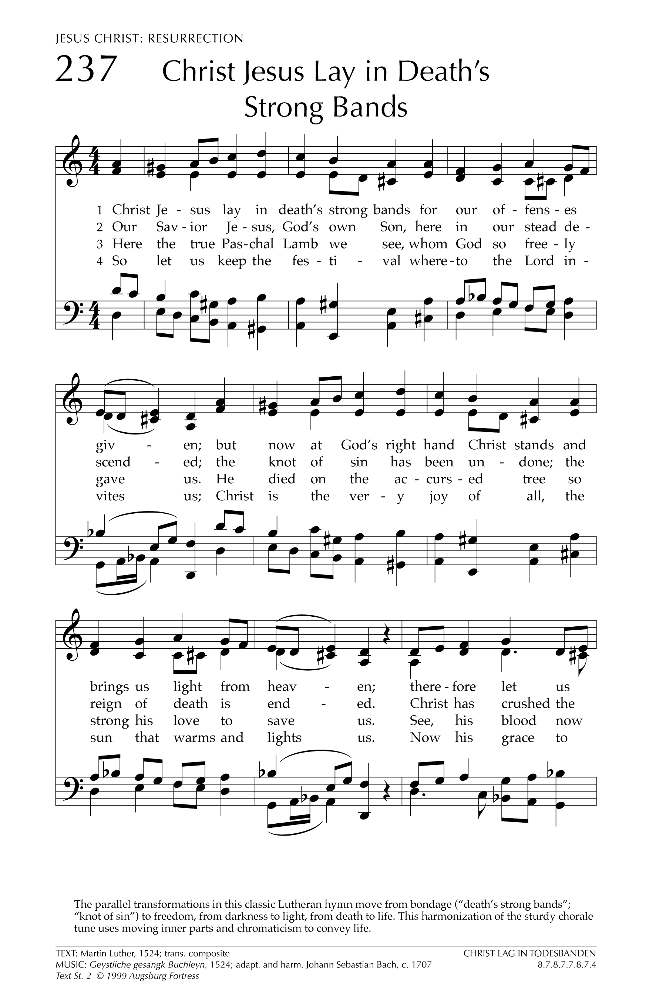 JESUS CHRIST: RESURRECTION
237 Christ Jesus Lay in Death’s
Strong Bands
1 Christ Je - sus lay in death’s strong bands for our of - fens - es
2 Our Sav - ior Je - sus, God’s own Son, here in our stead de -
3 Here the true Pas - chal Lamb we see, whom God so free - ly
4 So let us keep the fes - ti - val where - to the Lord in -
giv - en; but now at God’s right hand Christ stands and
scend - ed; the knot of sin has been un - done; the
gave us. He died on the ac - curs - ed tree so
vites us; Christ is the ver - y joy of all, the
brings us light from heav - en; there - fore let us
reign of death is end - ed. Christ has crushed the
strong his love to save us. See, his blood now
sun that warms and lights us. Now his grace to
The parallel transformations in this classic Lutheran hymn move from bondage (“death’s strong bands”;
“knot of sin”) to freedom, from darkness to light, from death to life. This harmonization of the sturdy chorale
tune uses moving inner parts and chromaticism to convey life.
TEXT: Martin Luther, 1524; trans. composite CHRIST LAG IN TODESBANDEN
MUSIC: Geystliche gesangk Buchleyn, 1524; adapt. and harm. Johann Sebastian Bach, c. 1707 8.7.8.7.7.8.7.4
Text St. 2 © 1999 Augsburg Fortress